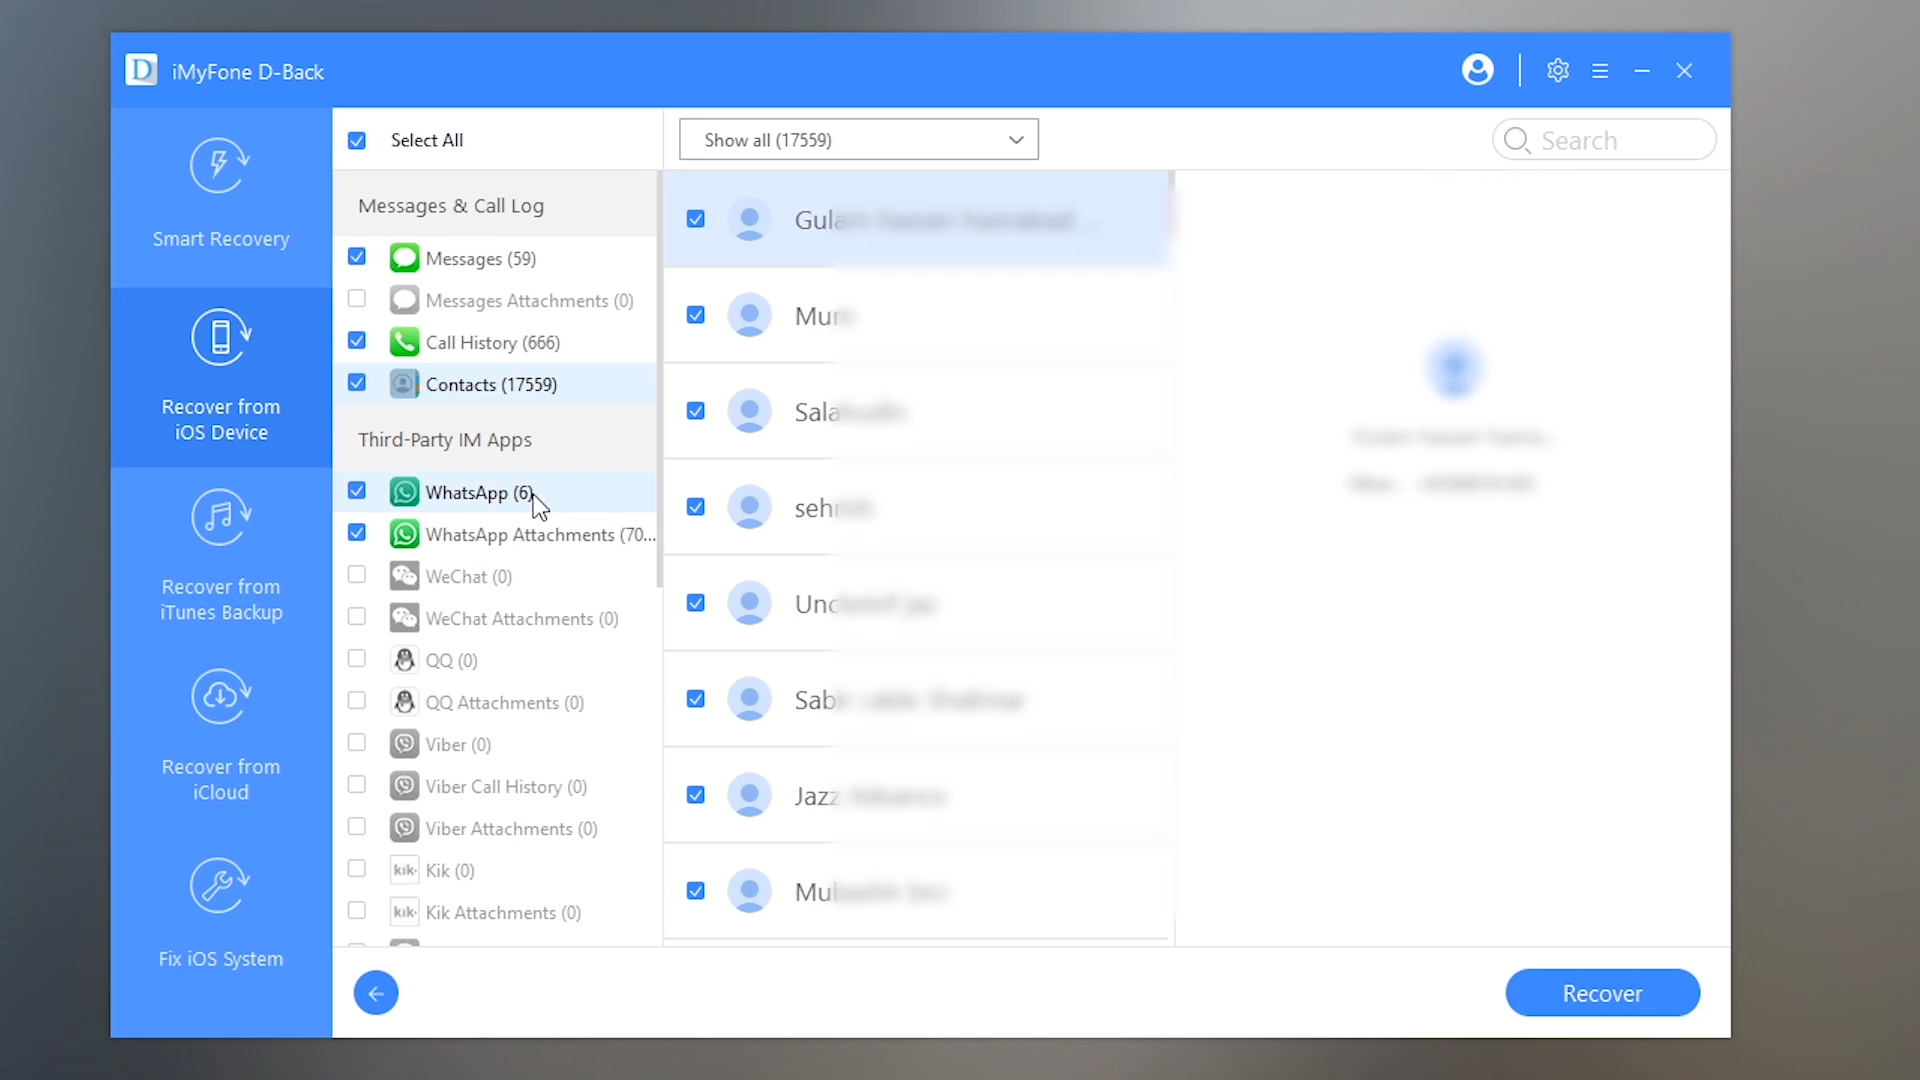 D iMyFone D-Back
Smart Recovery
Recover from
iOS Device
Recover from
iTunes Backup
Recover from
iCloud
Fix iOS System
Select All
Messages & Call Log
Messages (59)
Messages Attachments (0)
Call History (666)
Contacts (17559)
Third-Party IM Apps
WhatsApp (6)
WhatsApp Attachments (70...
WeChat (0)
WeChat Attachments (0)
QQ (0)
QQ Attachments (0)
Viber (0)
Viber Call History (0)
Viber Attachments (0)
kik· Kik (0)
kik· Kik Attachments (0)
Show all (17559)
Search
Jazz
Recover